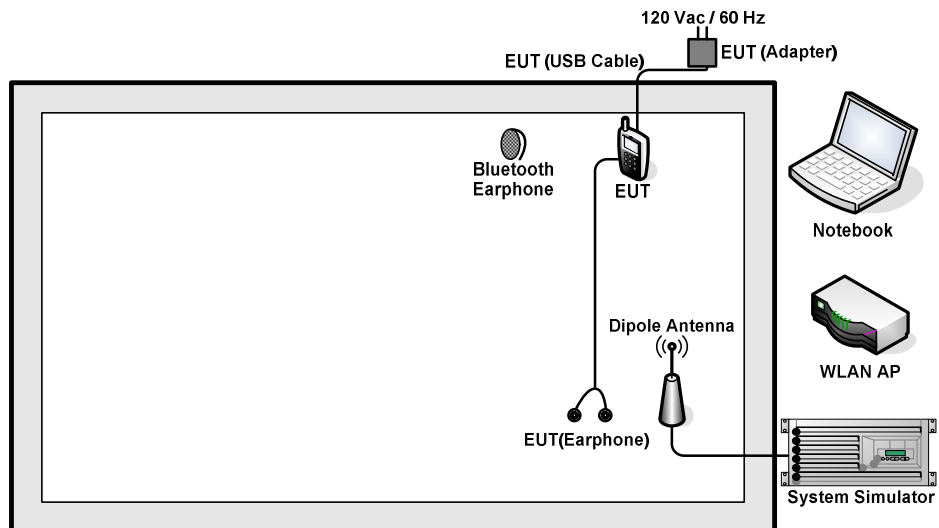 120 Vac / 60 Hz
EUT (USB Cable)
EUT (Adapter)
Bluetooth
Earphone
EUT
Notebook
Dipole Antenna
WLAN AP
EUT(Earphone)
System Simulator